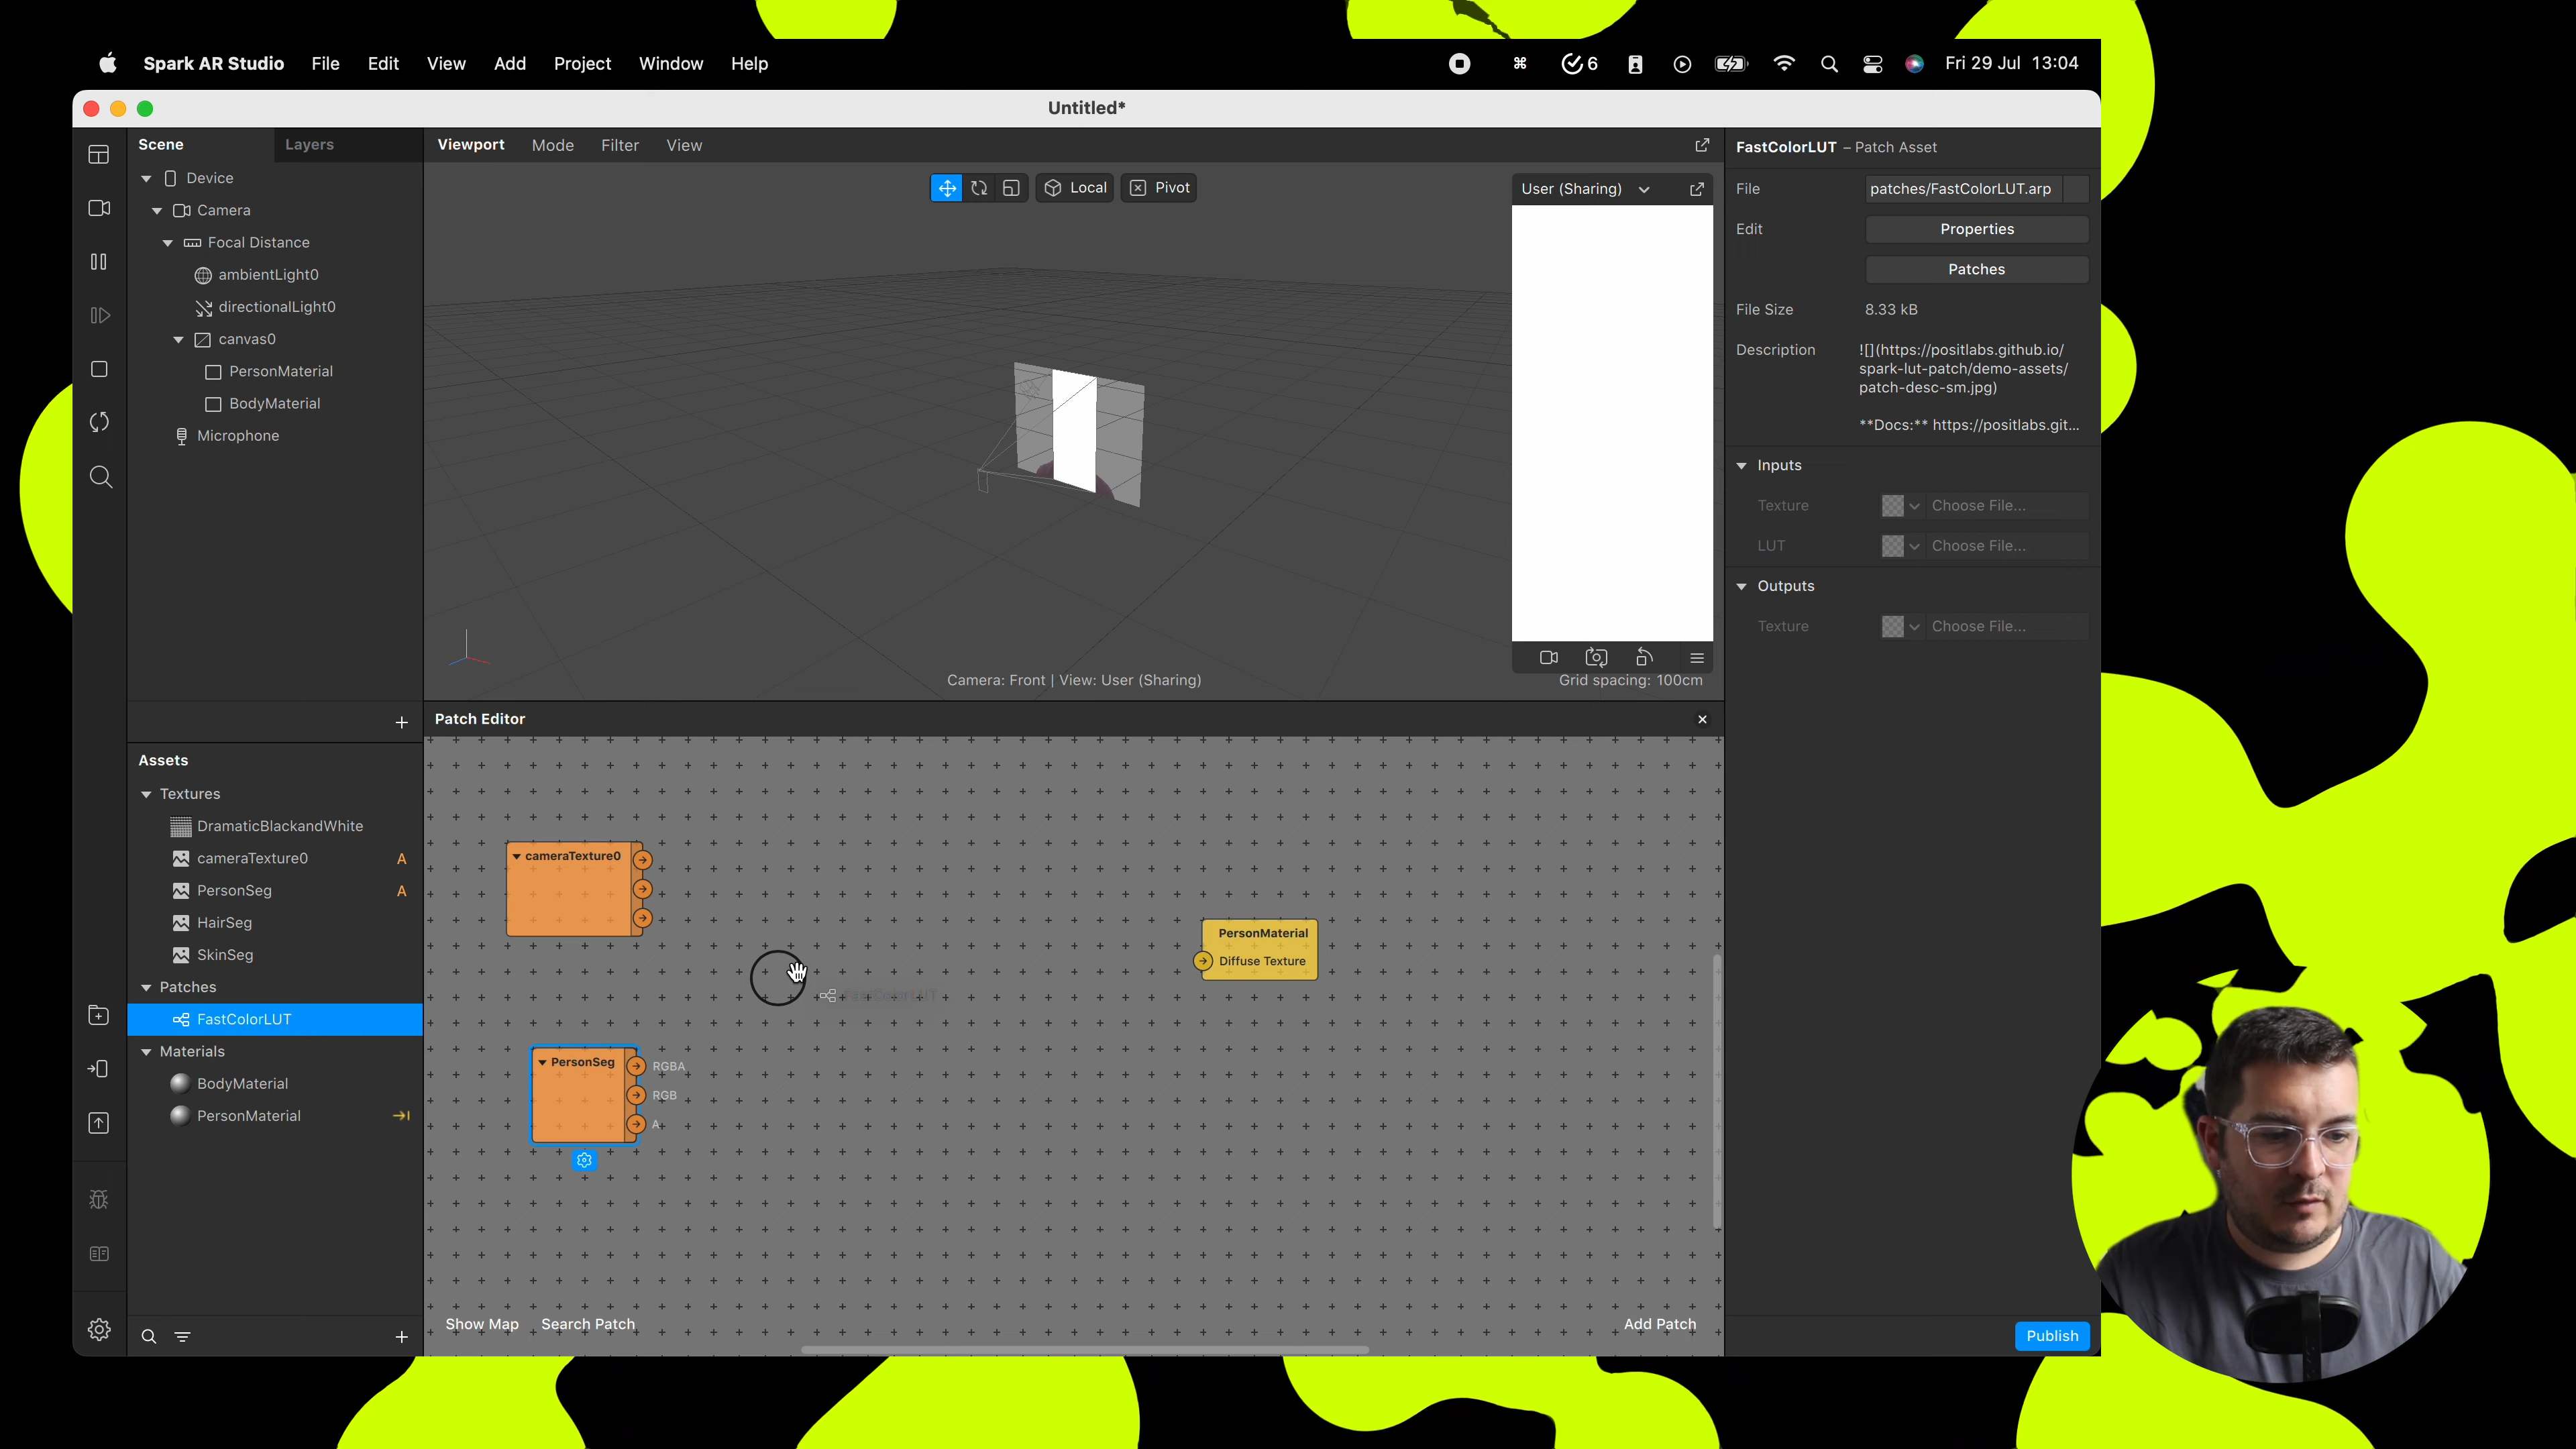 Spark AR Studio File Edit View Add Project Window Help
⌘ 6 Fri 29 Jul 13:04
Untitled*
Scene Layers
Device
Camera
Focal Distance
ambientLight0
directionalLight0
canvas0
PersonMaterial
BodyMaterial
Microphone
+
Viewport Mode Filter View
Local Pivot
User (Sharing)
Camera: Front | View: User (Sharing)
Grid spacing: 100cm
Assets
Textures
DramaticBlackandWhite
cameraTexture0 A
PersonSeg A
HairSeg
SkinSeg
Patches
FastColorLUT
Materials
BodyMaterial
PersonMaterial
+
Patch Editor
cameraTexture0
FastColorLUT
PersonMaterial
Diffuse Texture
PersonSeg
RGBA
RGB
A
Show Map Search Patch
Add Patch
FastColorLUT – Patch Asset
File patches/FastColorLUT.arp
Edit Properties
Patches
File Size 8.33 kB
Description ![](https://positlabs.github.io/
spark-lut-patch/demo-assets/
patch-desc-sm.jpg)
**Docs:** https://positlabs.git...
Inputs
Texture Choose File...
LUT Choose File...
Outputs
Texture Choose File...
Publish